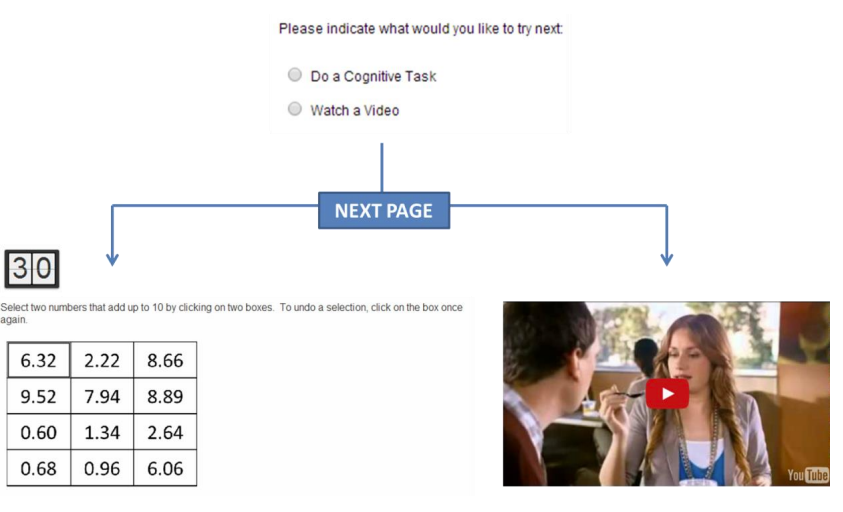 Please indicate what would you like to try next:
Do a Cognitive Task
Watch a Video
NEXT PAGE
30
Select two numbers that add up to 10 by clicking on two boxes. To undo a selection, click on the box once
again.
6.32 2.22 8.66
9.52 7.94 8.89
0.60 1.34 2.64
0.68 0.96 6.06
YouTube